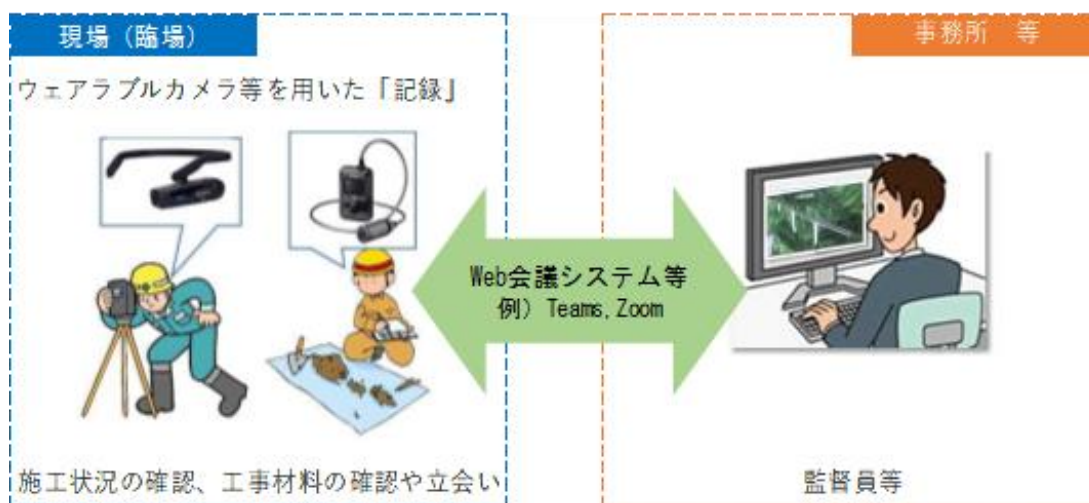 現場（臨場）
ウェアラブルカメラ等を用いた「記録」
施工状況の確認、工事材料の確認や立会い
Web会議システム等
例）Teams,Zoom
事務所　等
監督員等